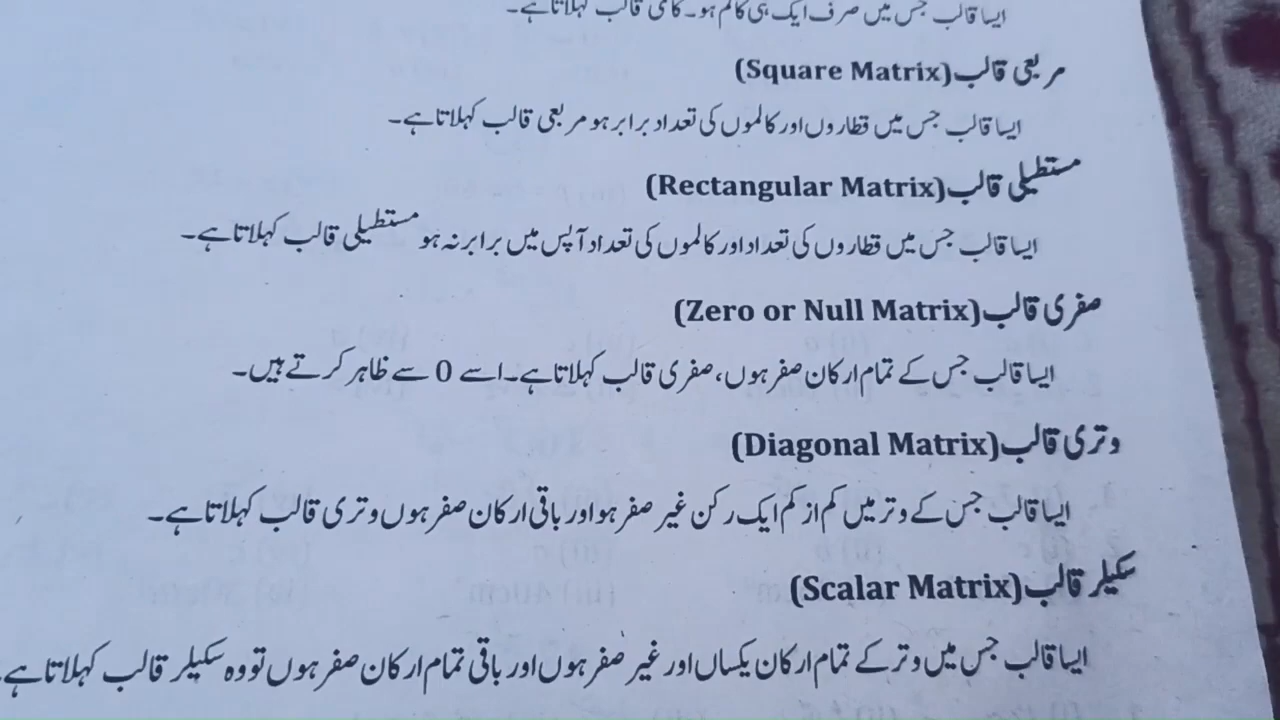 ایسا قالب جس میں صرف ایک ہی کالم ہو۔ کالمی قالب کہلاتا ہے۔
مربعی قالب(Square Matrix)
ایسا قالب جس میں قطاروں اور کالموں کی تعداد برابر ہو مربعی قالب کہلاتا ہے۔
مستطیلی قالب(Rectangular Matrix)
ایسا قالب جس میں قطاروں کی تعداد اور کالموں کی تعداد آپس میں برابر نہ ہو مستطیلی قالب کہلاتا ہے۔
صفری قالب(Zero or Null Matrix)
ایسا قالب جس کے تمام ارکان صفر ہوں، صفری قالب کہلاتا ہے۔ اسے O سے ظاہر کرتے ہیں۔
وتری قالب(Diagonal Matrix)
ایسا قالب جس کے وتر میں کم از کم ایک رکن غیر صفر ہو اور باقی ارکان صفر ہوں وتری قالب کہلاتا ہے۔
سکیلر قالب(Scalar Matrix)
ایسا قالب جس میں وتر کے تمام ارکان یکساں اور غیر صفر ہوں اور باقی تمام ارکان صفر ہوں تو وہ سکیلر قالب کہلاتا ہے